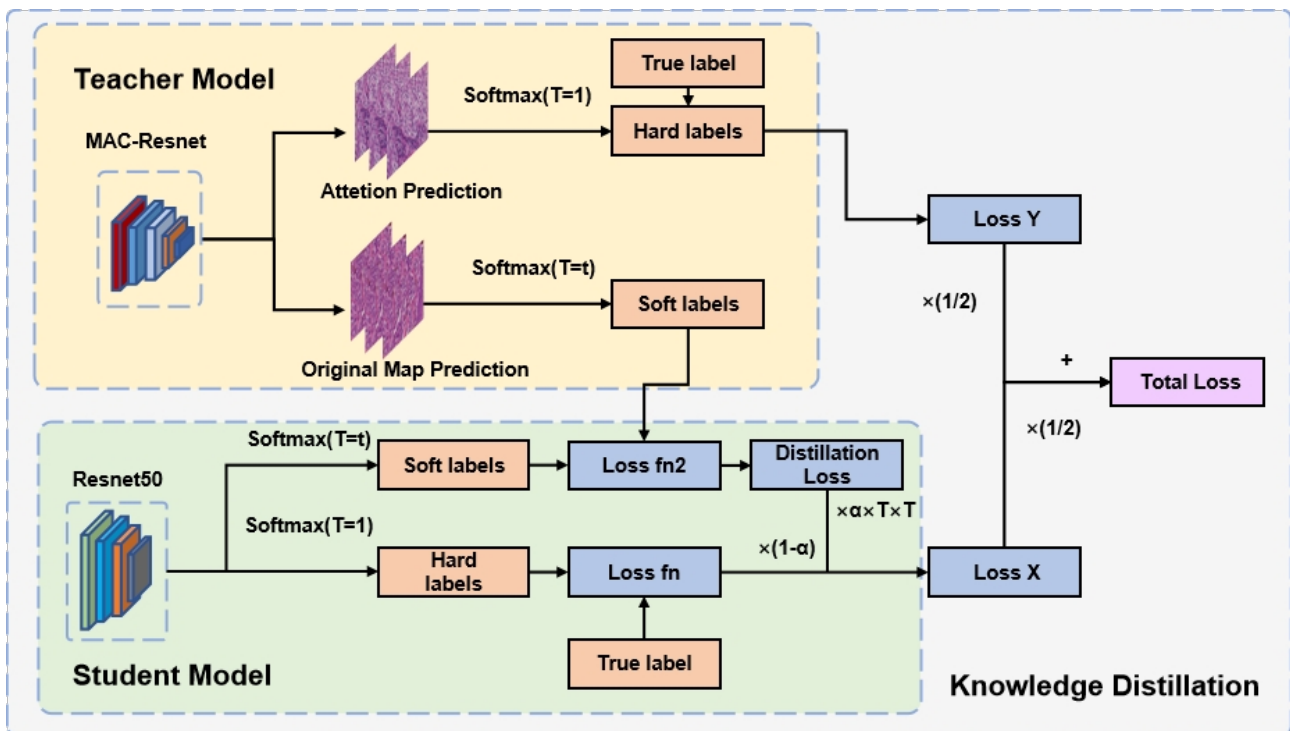 Teacher Model
MAC-Resnet
Softmax(T=1)
Attetion Prediction
True label
Hard labels
Softmax(T=t)
Original Map Prediction
Soft labels
Loss Y
×(1/2)
+
Total Loss
×(1/2)
Resnet50
Softmax(T=t)
Soft labels
Loss fn2
Distillation
Loss
×α×T×T
Softmax(T=1)
Hard
labels
Loss fn
×(1-α)
Loss X
True label
Student Model
Knowledge Distillation